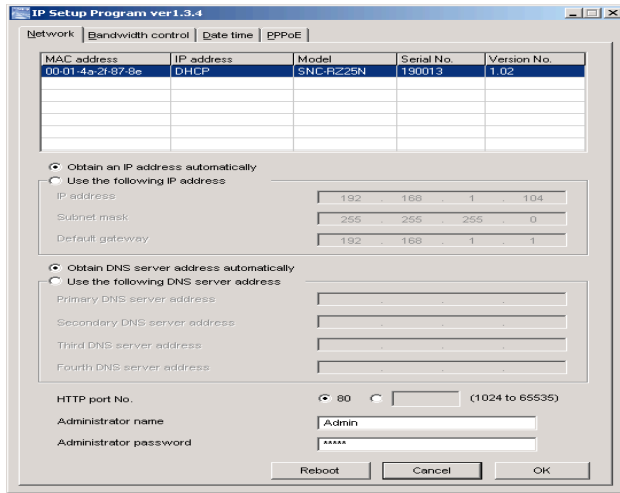 IP Setup Program ver1.3.4
Network Bandwidth control Date time PPPoE
MAC address IP address Model Serial No. Version No.
00-01-4a-2f-87-8e DHCP SNC-RZ25N 190013 1.02
Obtain an IP address automatically
Use the following IP address
IP address 192 . 168 . 1 . 104
Subnet mask 255 . 255 . 255 . 0
Default gateway 192 . 168 . 1 . 1
Obtain DNS server address automatically
Use the following DNS server address
Primary DNS server address . . .
Secondary DNS server address . . .
Third DNS server address . . .
Fourth DNS server address . . .
HTTP port No. 80 (1024 to 65535)
Administrator name Admin
Administrator password *****
Reboot Cancel OK